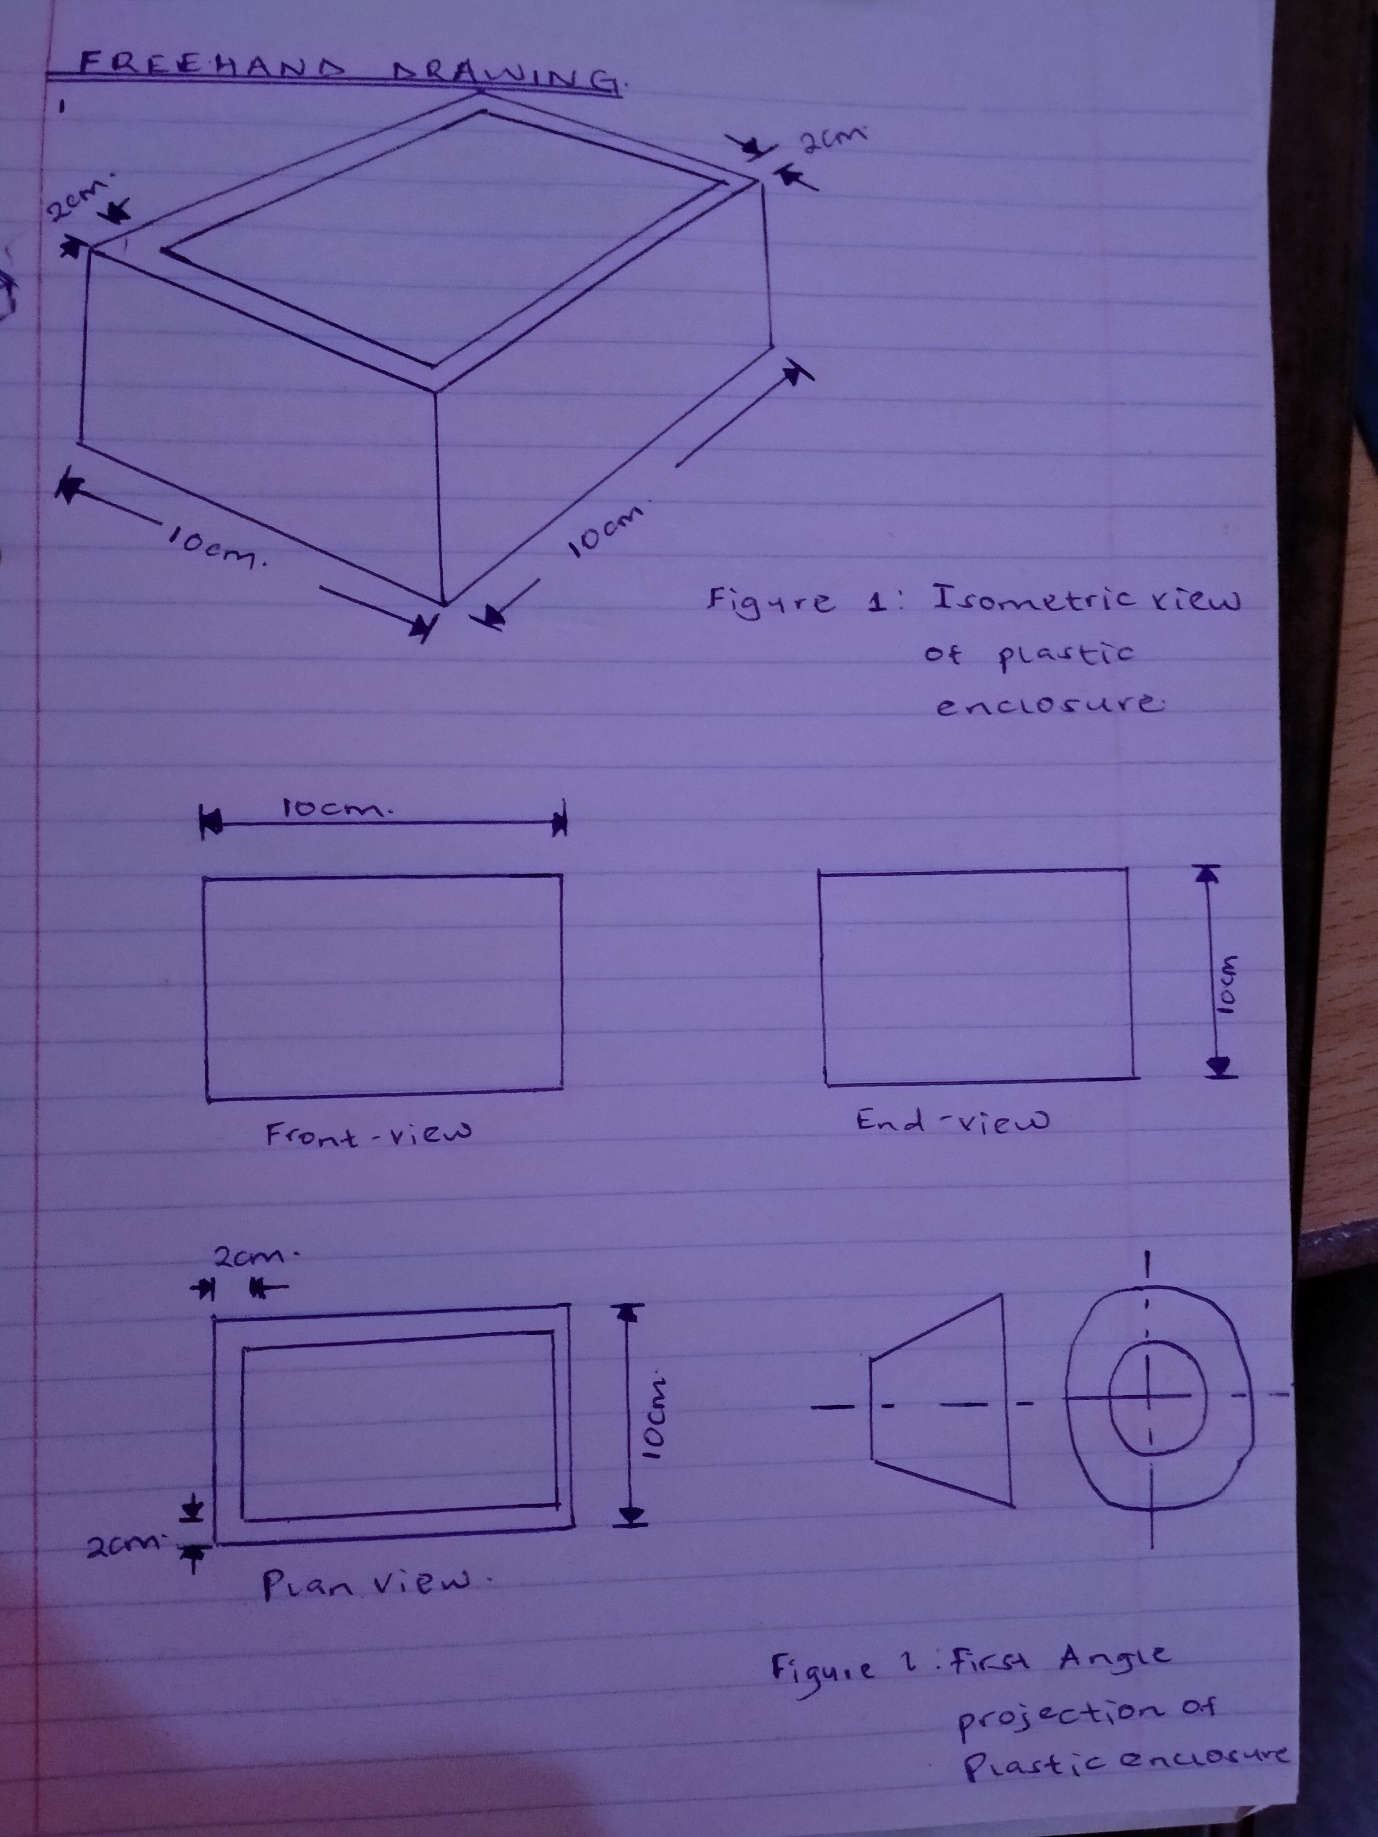 FREEHAND DRAWING.
2cm.
2cm.
10cm.
10cm.
Figure 1: Isometric view
of plastic
enclosure.
10cm.
10cm
Front-view
End-view
2cm.
10cm.
2cm.
Plan view.
Figure 2: First Angle
projection of
Plastic enclosure